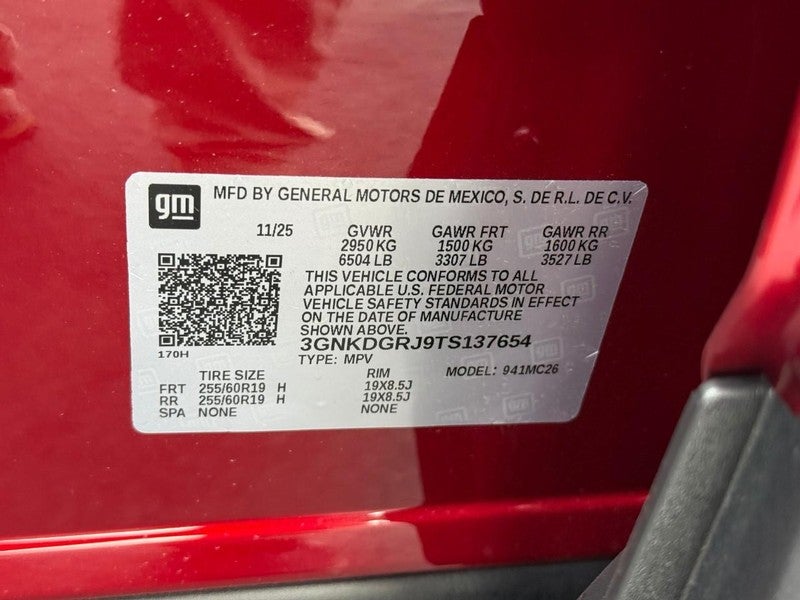 gm MFD BY GENERAL MOTORS DE MEXICO, S. DE R.L. DE C.V.
11/25 GVWR GAWR FRT GAWR RR
2950 KG 1500 KG 1600 KG
6504 LB 3307 LB 3527 LB
THIS VEHICLE CONFORMS TO ALL
APPLICABLE U.S. FEDERAL MOTOR
VEHICLE SAFETY STANDARDS IN EFFECT
ON THE DATE OF MANUFACTURE
SHOWN ABOVE.
3GNKDGRJ9TS137654
170H
TYPE: MPV MODEL: 941MC26
TIRE SIZE RIM
FRT 255/60R19 H 19X8.5J
RR 255/60R19 H 19X8.5J
SPA NONE NONE